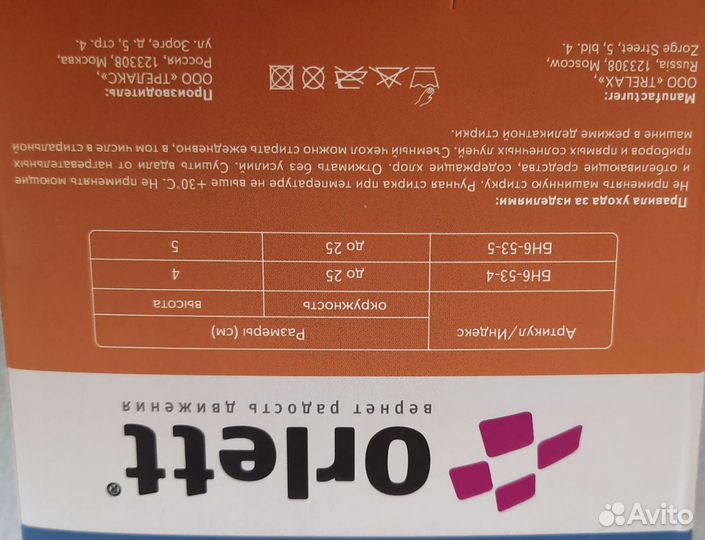 Orlett®
вернет радость движения
Артикул/Индекс
Размеры (см)
окружность
высота
БН6-53-4
до 25
4
БН6-53-5
до 25
5
Правила ухода за изделиями:
Не применять машинную стирку. Ручная стирка при температуре не выше +30°С. Не применять моющие
и отбеливающие средства, содержащие хлор. Отжимать без усилий. Сушить вдали от нагревательных
приборов и прямых солнечных лучей. Съемный чехол можно стирать ежедневно, в том числе в стиральной
машине в режиме деликатной стирки.
Manufacturer:
ООО «TRELAX»,
Russia, 123308, Moscow,
Zorge Street, 5, bld. 4.
Производитель:
ООО «ТРЕЛАКС»,
Россия, 123308, Москва,
ул. Зорге, д. 5, стр. 4.
Avito